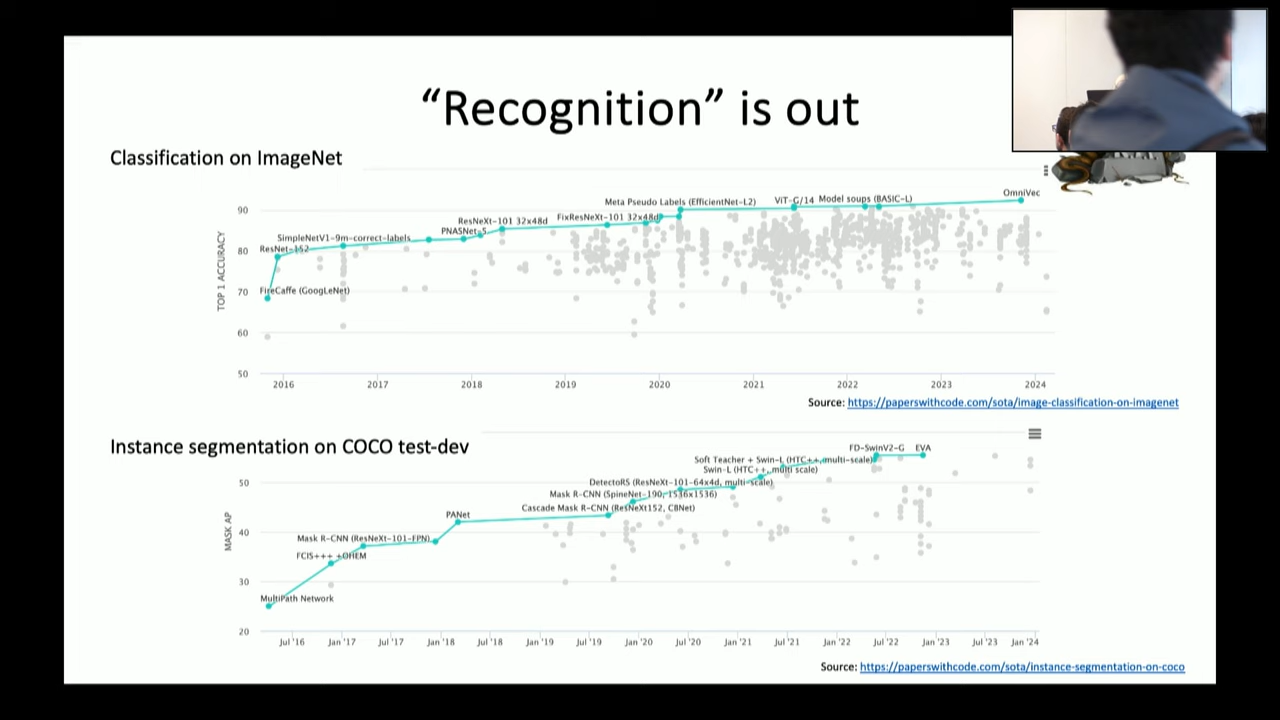 “Recognition” is out
Classification on ImageNet
OmniVec
Meta Pseudo Labels (EfficientNet-L2)
ViT-G/14
Model soups (BASIC-L)
90
ResNeXt-101 32x48d
FixResNeXt-101 32x48d
PNASNet-5
SimpleNetV1-9m-correct-labels
ResNet-152
80
TOP 1 ACCURACY
FireCaffe (GoogLeNet)
70
60
50
2016 2017 2018 2019 2020 2021 2022 2023 2024
Source: https://paperswithcode.com/sota/image-classification-on-imagenet
Instance segmentation on COCO test-dev
FD-SwinV2-G
EVA
Soft Teacher + Swin-L (HTC++, multi-scale)
Swin-L (HTC++, multi scale)
50
DetectoRS (ResNeXt-101-64x4d, multi-scale)
Mask R-CNN (SpineNet-190, 1536x1536)
Cascade Mask R-CNN (ResNeXt152, CBNet)
PANet
MASK AP
40
Mask R-CNN (ResNeXt-101-FPN)
FCIS+++ +OHEM
30
MultiPath Network
20
Jul '16 Jan '17 Jul '17 Jan '18 Jul '18 Jan '19 Jul '19 Jan '20 Jul '20 Jan '21 Jul '21 Jan '22 Jul '22 Jan '23 Jul '23 Jan '24
Source: https://paperswithcode.com/sota/instance-segmentation-on-coco